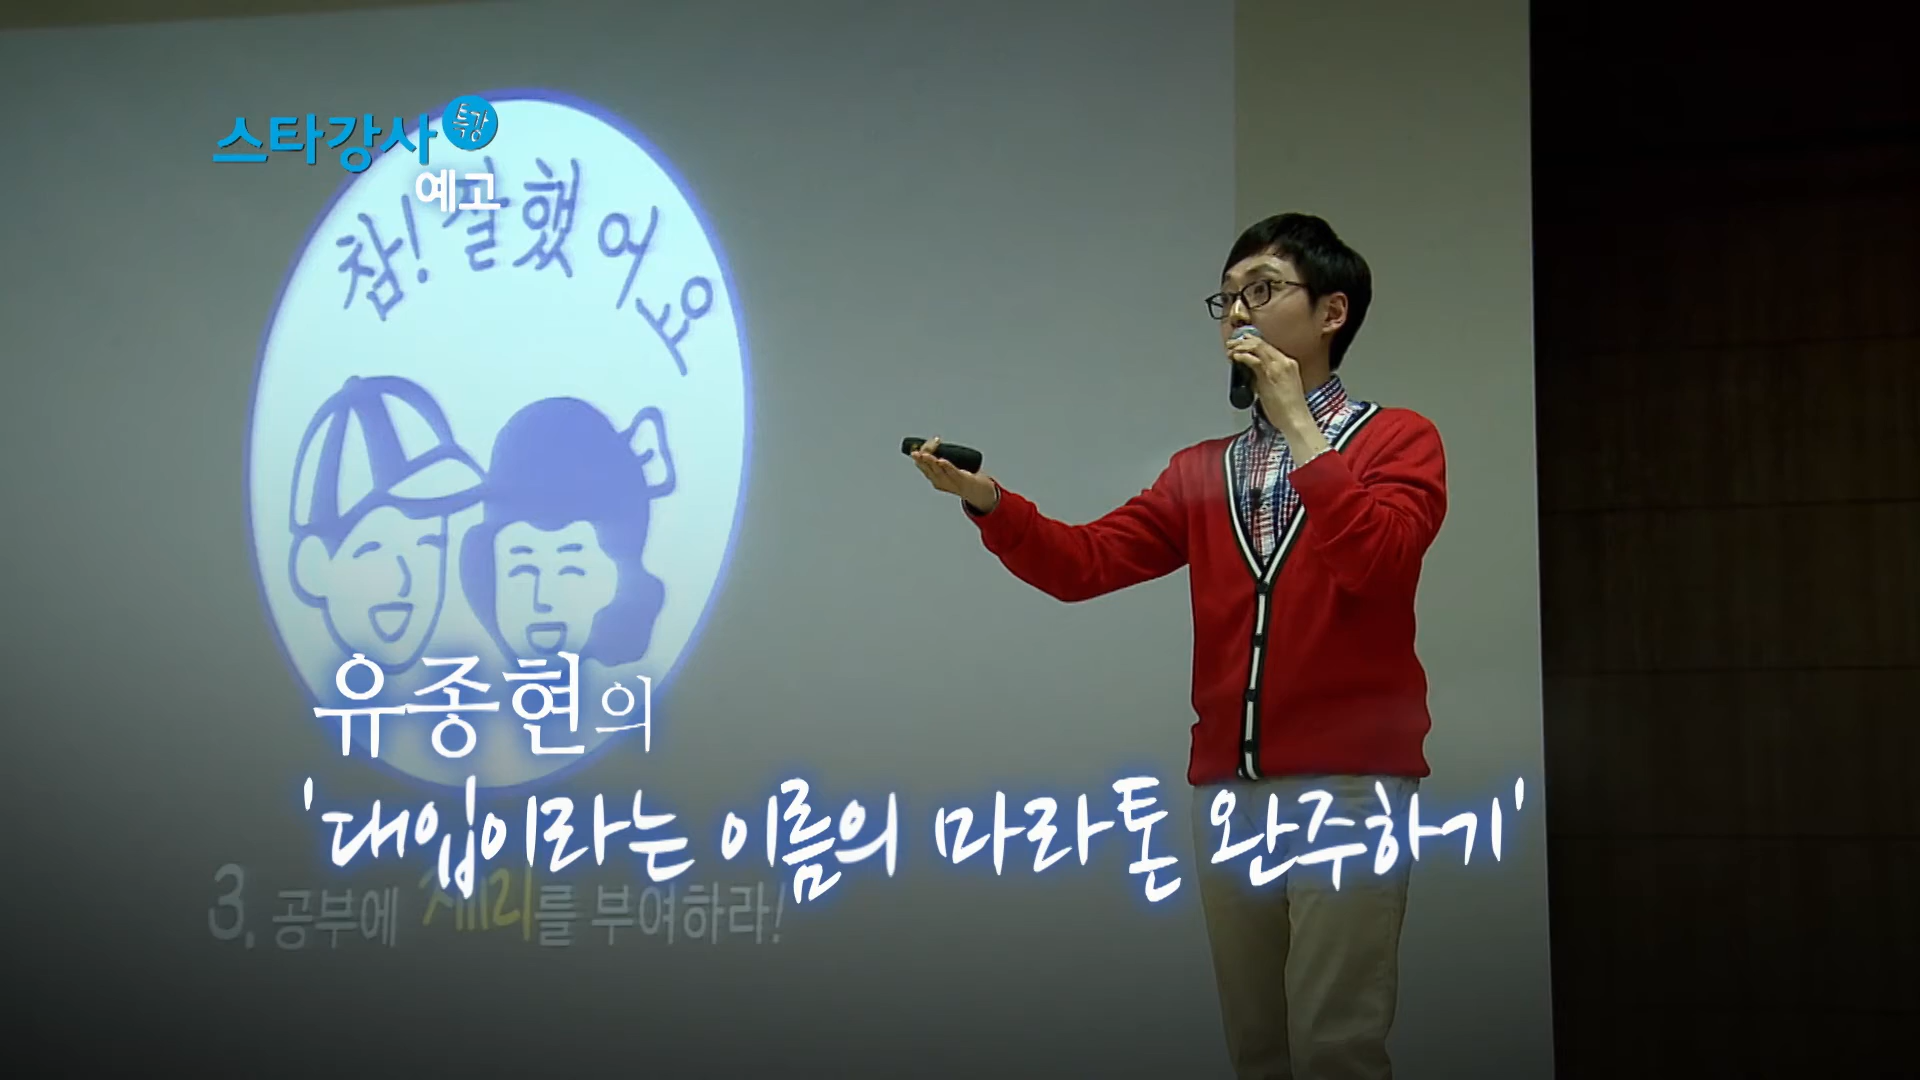 스타강사 특강
예고
참! 잘했어요
유종현의
'대입이라는 이름의 마라톤 완주하기'
3. 공부에 재미를 부여하라!